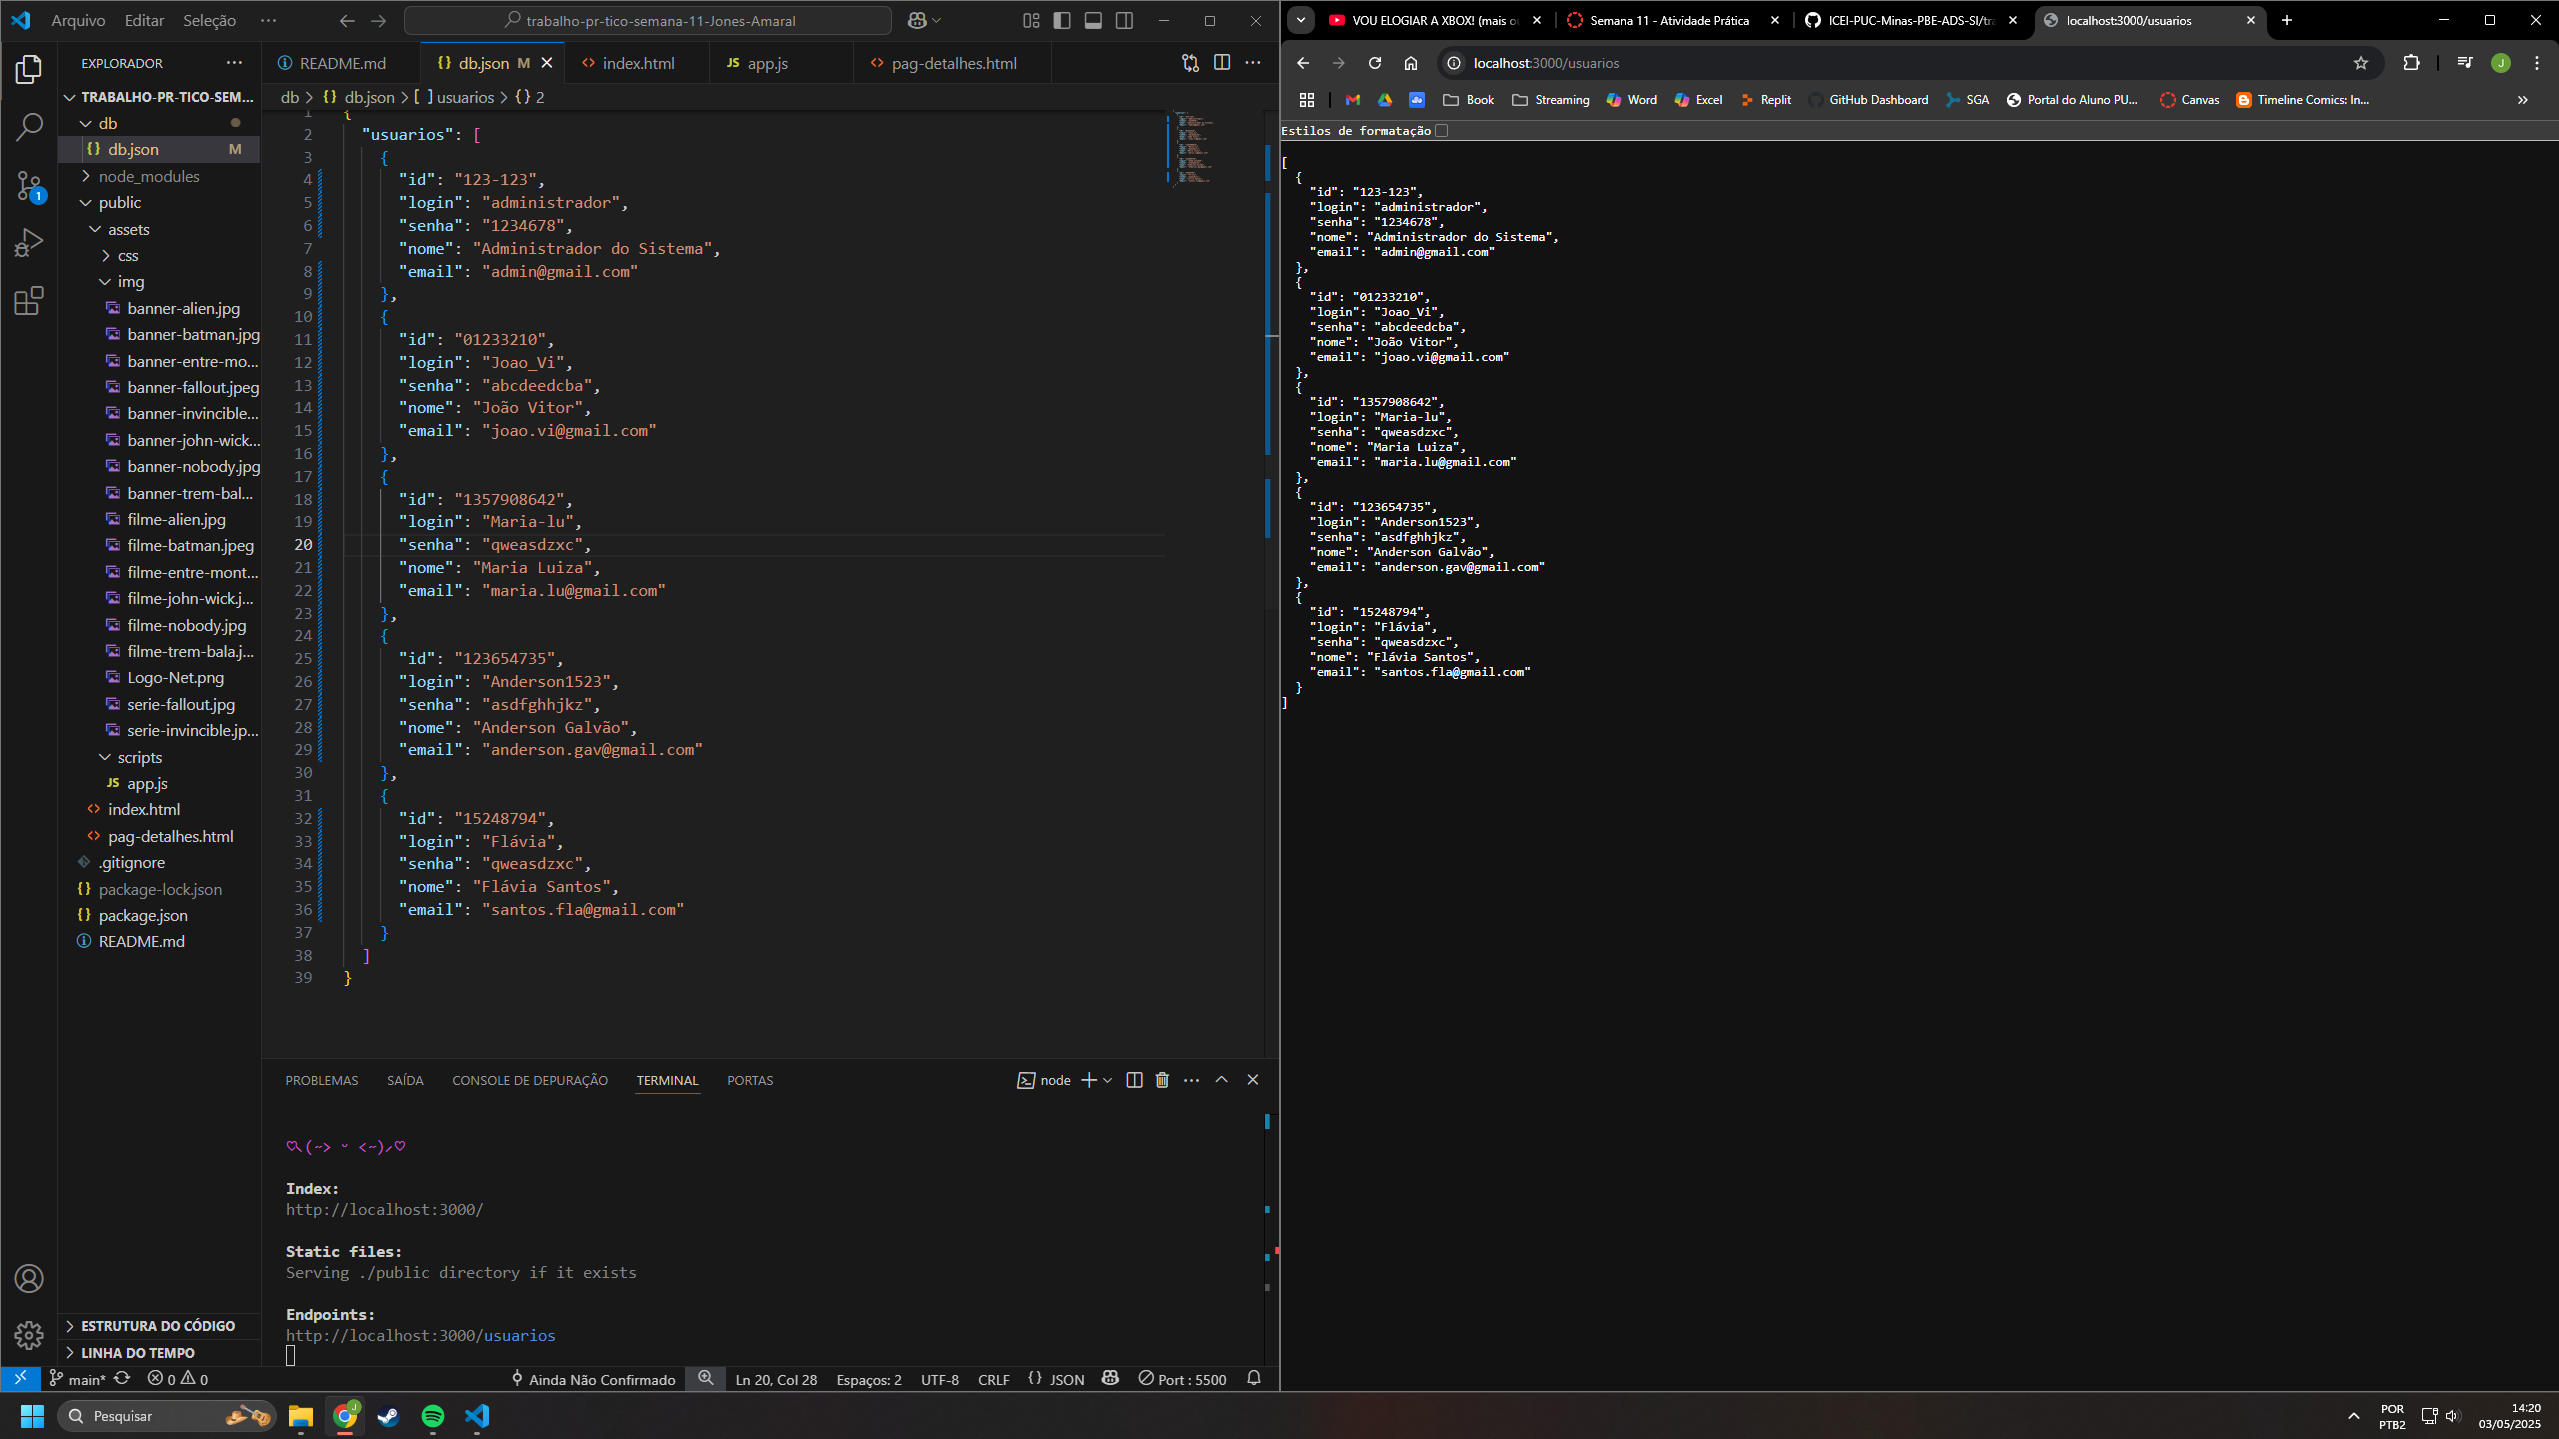 Arquivo Editar Seleção ··· trabalho-pr-tico-semana-11-Jones-Amaral
EXPLORADOR
TRABALHO-PR-TICO-SEM...
db
db.json M
node_modules
public
assets
css
img
banner-alien.jpg
banner-batman.jpg
banner-entre-mo...
banner-fallout.jpeg
banner-invincible...
banner-john-wick...
banner-nobody.jpg
banner-trem-bal...
filme-alien.jpg
filme-batman.jpeg
filme-entre-mont...
filme-john-wick.j...
filme-nobody.jpg
filme-trem-bala.j...
Logo-Net.png
serie-fallout.jpg
serie-invincible.jp...
scripts
JS app.js
index.html
pag-detalhes.html
.gitignore
package-lock.json
package.json
README.md
ESTRUTURA DO CÓDIGO
LINHA DO TEMPO
1
README.md {} db.json M index.html JS app.js pag-detalhes.html
db > {} db.json > [ ] usuarios > {} 2
1 {
2 "usuarios": [
3 {
4 "id": "123-123",
5 "login": "administrador",
6 "senha": "1234678",
7 "nome": "Administrador do Sistema",
8 "email": "admin@gmail.com"
9 },
10 {
11 "id": "01233210",
12 "login": "Joao_Vi",
13 "senha": "abcdeedcba",
14 "nome": "João Vitor",
15 "email": "joao.vi@gmail.com"
16 },
17 {
18 "id": "1357908642",
19 "login": "Maria-lu",
20 "senha": "qweasdzxc",
21 "nome": "Maria Luiza",
22 "email": "maria.lu@gmail.com"
23 },
24 {
25 "id": "123654735",
26 "login": "Anderson1523",
27 "senha": "asdfghhjkz",
28 "nome": "Anderson Galvão",
29 "email": "anderson.gav@gmail.com"
30 },
31 {
32 "id": "15248794",
33 "login": "Flávia",
34 "senha": "qweasdzxc",
35 "nome": "Flávia Santos",
36 "email": "santos.fla@gmail.com"
37 }
38 ]
39 }
PROBLEMAS SAÍDA CONSOLE DE DEPURAÇÃO TERMINAL PORTAS node
Index:
http://localhost:3000/
Static files:
Serving ./public directory if it exists
Endpoints:
http://localhost:3000/usuarios
main* 0 0 Ainda Não Confirmado Ln 20, Col 28 Espaços: 2 UTF-8 CRLF {} JSON Port : 5500
VOU ELOGIAR A XBOX! (mais ou Semana 11 - Atividade Prática ICEI-PUC-Minas-PBE-ADS-SI/tra localhost:3000/usuarios
localhost:3000/usuarios J
Book Streaming Word Excel Replit GitHub Dashboard SGA Portal do Aluno PU... Canvas Timeline Comics: In...
Estilos de formatação
[
{
"id": "123-123",
"login": "administrador",
"senha": "1234678",
"nome": "Administrador do Sistema",
"email": "admin@gmail.com"
},
{
"id": "01233210",
"login": "Joao_Vi",
"senha": "abcdeedcba",
"nome": "João Vitor",
"email": "joao.vi@gmail.com"
},
{
"id": "1357908642",
"login": "Maria-lu",
"senha": "qweasdzxc",
"nome": "Maria Luiza",
"email": "maria.lu@gmail.com"
},
{
"id": "123654735",
"login": "Anderson1523",
"senha": "asdfghhjkz",
"nome": "Anderson Galvão",
"email": "anderson.gav@gmail.com"
},
{
"id": "15248794",
"login": "Flávia",
"senha": "qweasdzxc",
"nome": "Flávia Santos",
"email": "santos.fla@gmail.com"
}
]
Pesquisar
POR
PTB2
14:20
03/05/2025